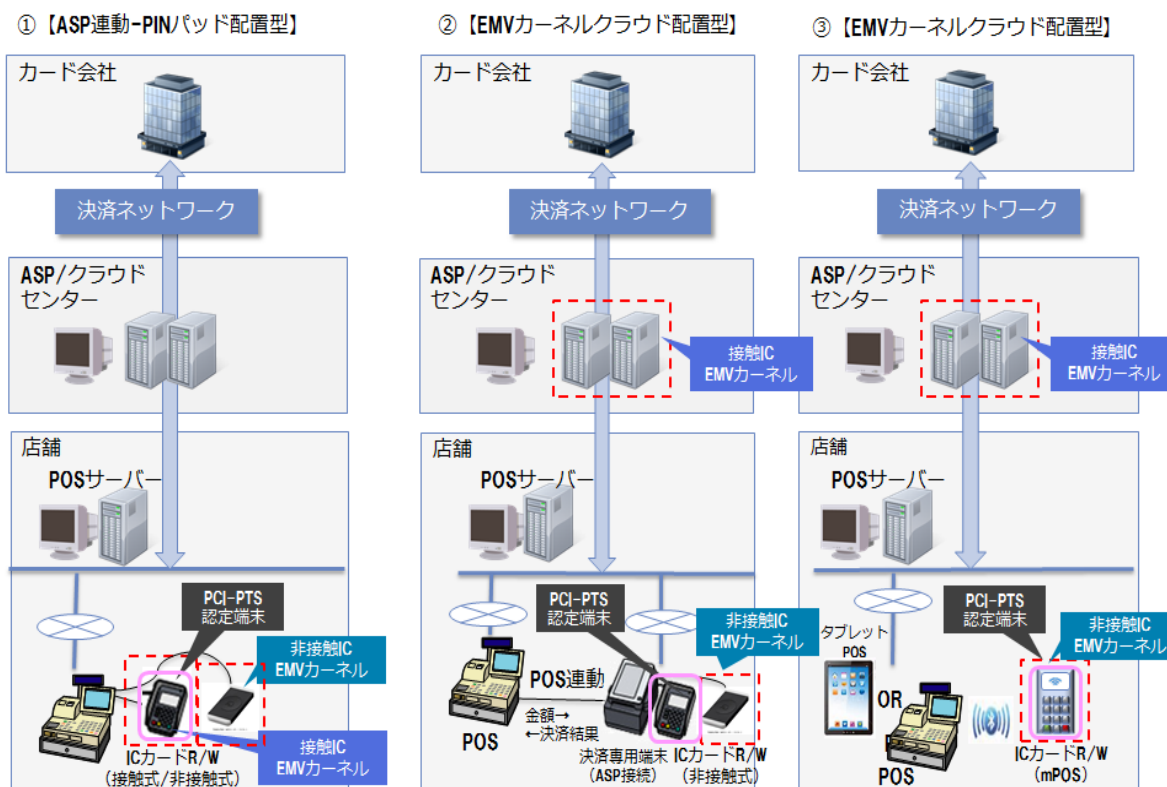 ①【ASP連動-PINパッド配置型】
カード会社
決済ネットワーク
ASP/クラウド
センター
店舗
POSサーバー
PCI-PTS
認定端末
非接触IC
EMVカーネル
接触IC
EMVカーネル
ICカードR/W
(接触式/非接触式)
②【EMVカーネルクラウド配置型】
カード会社
決済ネットワーク
ASP/クラウド
センター
接触IC
EMVカーネル
店舗
POSサーバー
PCI-PTS
認定端末
非接触IC
EMVカーネル
POS連動
金額→
←決済結果
POS
決済専用端末
(ASP接続)
ICカードR/W
(非接触式)
③【EMVカーネルクラウド配置型】
カード会社
決済ネットワーク
ASP/クラウド
センター
接触IC
EMVカーネル
店舗
POSサーバー
PCI-PTS
認定端末
非接触IC
EMVカーネル
タブレット
POS
OR
POS
ICカードR/W
(mPOS)